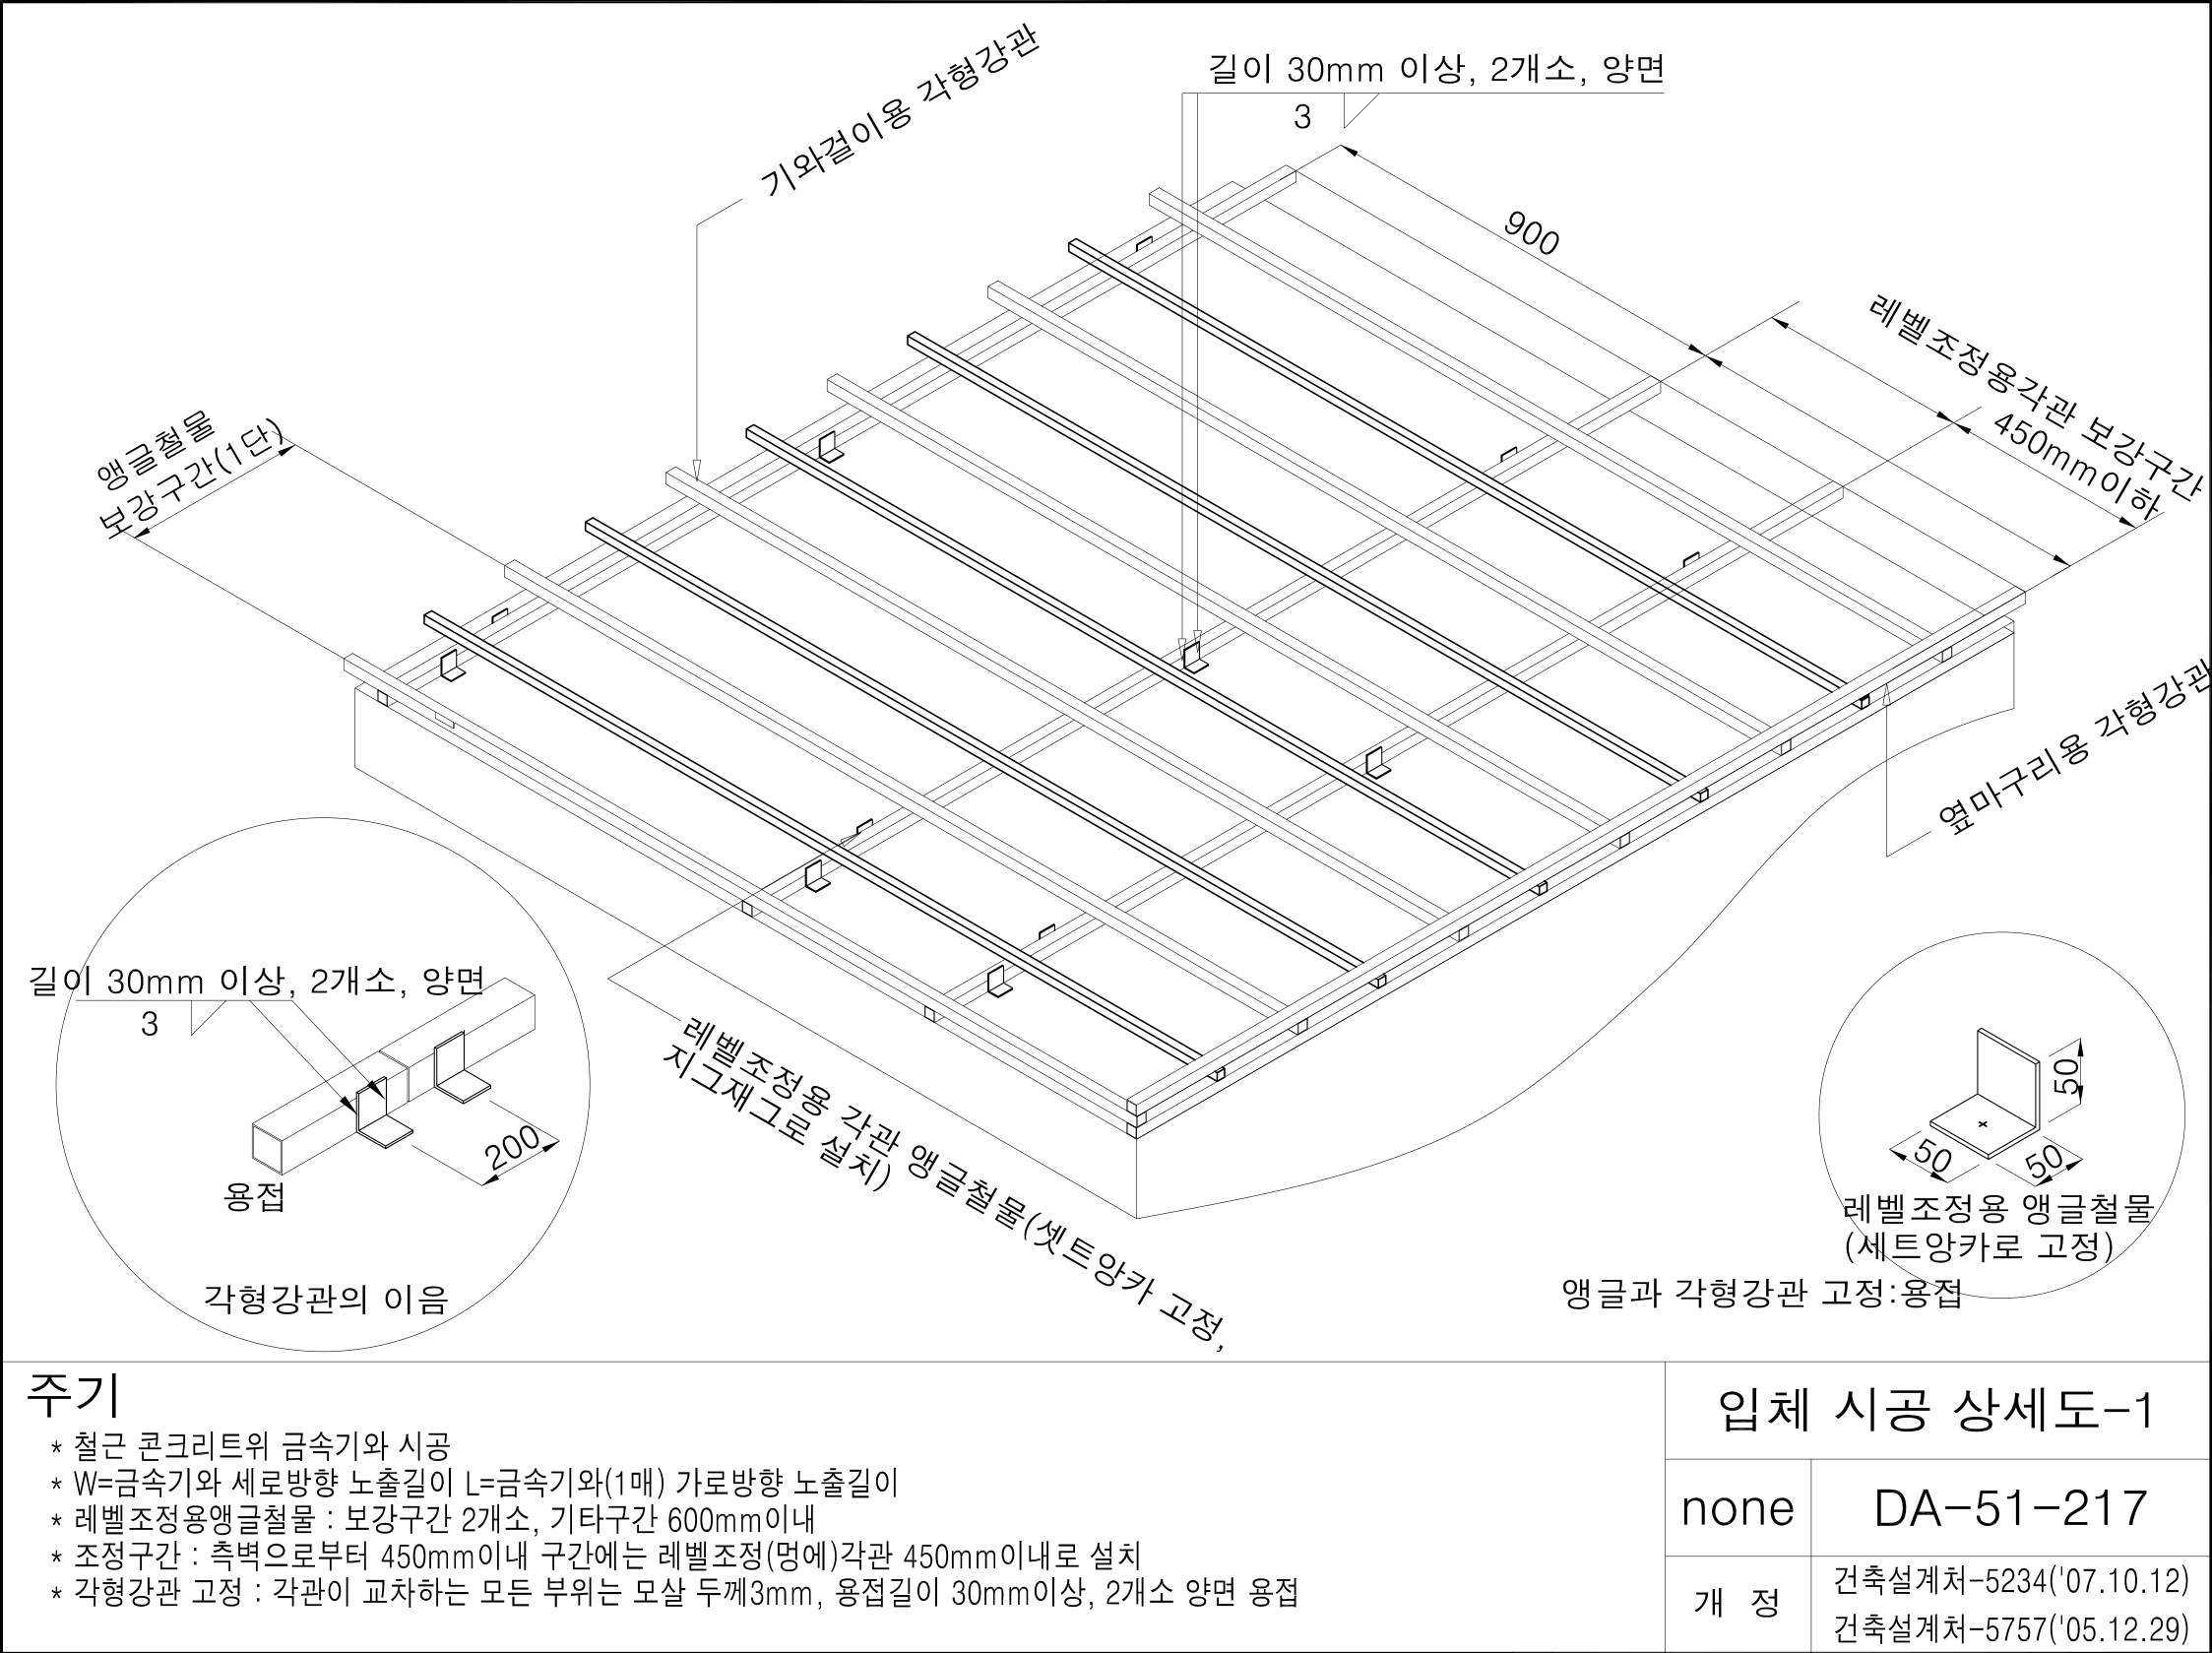 기와걸이용 각형강관
길이 30mm 이상, 2개소, 양면
3
900
레벨조정용각관 보강구간
450mm이하
앵글철물
보강구간(1단)
옆마구리용 각형강관
길이 30mm 이상, 2개소, 양면
3
200
용접
각형강관의 이음
레벨조정용 각관 앵글철물(셋트앙카 고정,
지그재그로 설치)
50
50
50
레벨조정용 앵글철물
(세트앙카로 고정)
앵글과 각형강관 고정:용접
주기
* 철근 콘크리트위 금속기와 시공
* W=금속기와 세로방향 노출길이 L=금속기와(1매) 가로방향 노출길이
* 레벨조정용앵글철물 : 보강구간 2개소, 기타구간 600mm이내
* 조정구간 : 측벽으로부터 450mm이내 구간에는 레벨조정(멍에)각관 450mm이내로 설치
* 각형강관 고정 : 각관이 교차하는 모든 부위는 모살 두께3mm, 용접길이 30mm이상, 2개소 양면 용접
입체 시공 상세도-1
none
DA-51-217
개 정
건축설계처-5234('07.10.12)
건축설계처-5757('05.12.29)